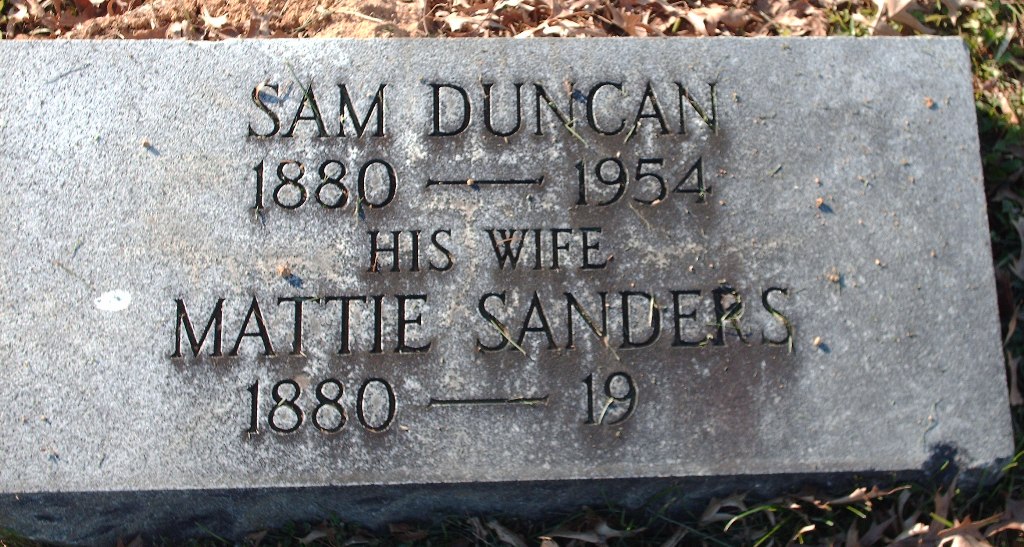 SAM DUNCAN
1880 — 1954
HIS WIFE
MATTIE SANDERS
1880 — 19